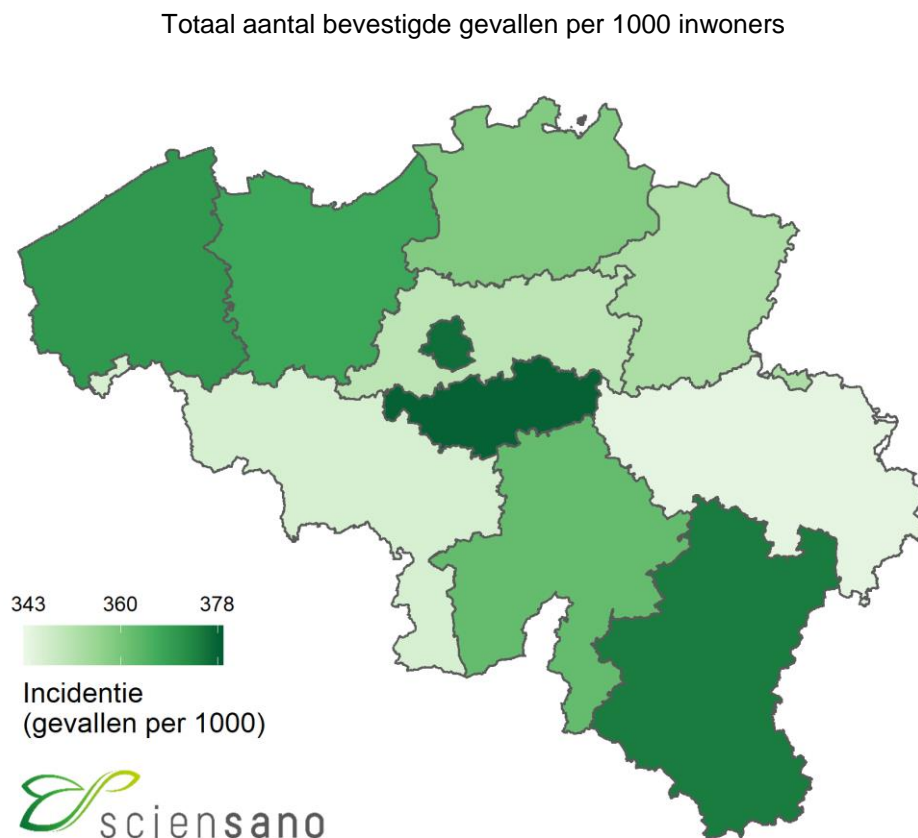 Totaal aantal bevestigde gevallen per 1000 inwoners
343 360 378
Incidentie
(gevallen per 1000)
sciensano